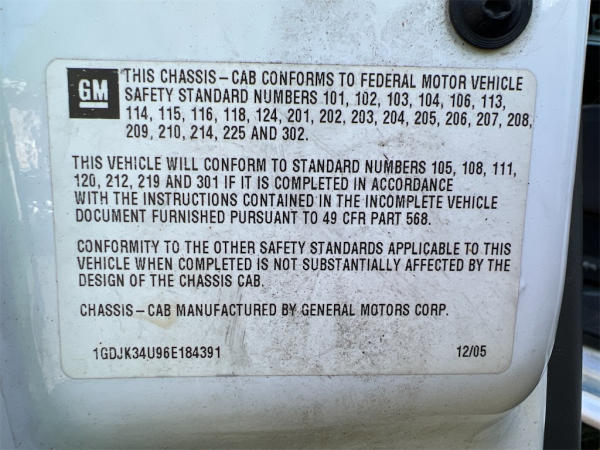 GM
THIS CHASSIS-CAB CONFORMS TO FEDERAL MOTOR VEHICLE
SAFETY STANDARD NUMBERS 101, 102, 103, 104, 106, 113,
114, 115, 116, 118, 124, 201, 202, 203, 204, 205, 206, 207, 208,
209, 210, 214, 225 AND 302.
THIS VEHICLE WILL CONFORM TO STANDARD NUMBERS 105, 108, 111,
120, 212, 219 AND 301 IF IT IS COMPLETED IN ACCORDANCE
WITH THE INSTRUCTIONS CONTAINED IN THE INCOMPLETE VEHICLE
DOCUMENT FURNISHED PURSUANT TO 49 CFR PART 568.
CONFORMITY TO THE OTHER SAFETY STANDARDS APPLICABLE TO THIS
VEHICLE WHEN COMPLETED IS NOT SUBSTANTIALLY AFFECTED BY THE
DESIGN OF THE CHASSIS CAB.
CHASSIS-CAB MANUFACTURED BY GENERAL MOTORS CORP.
1GDJK34U96E184391 12/05